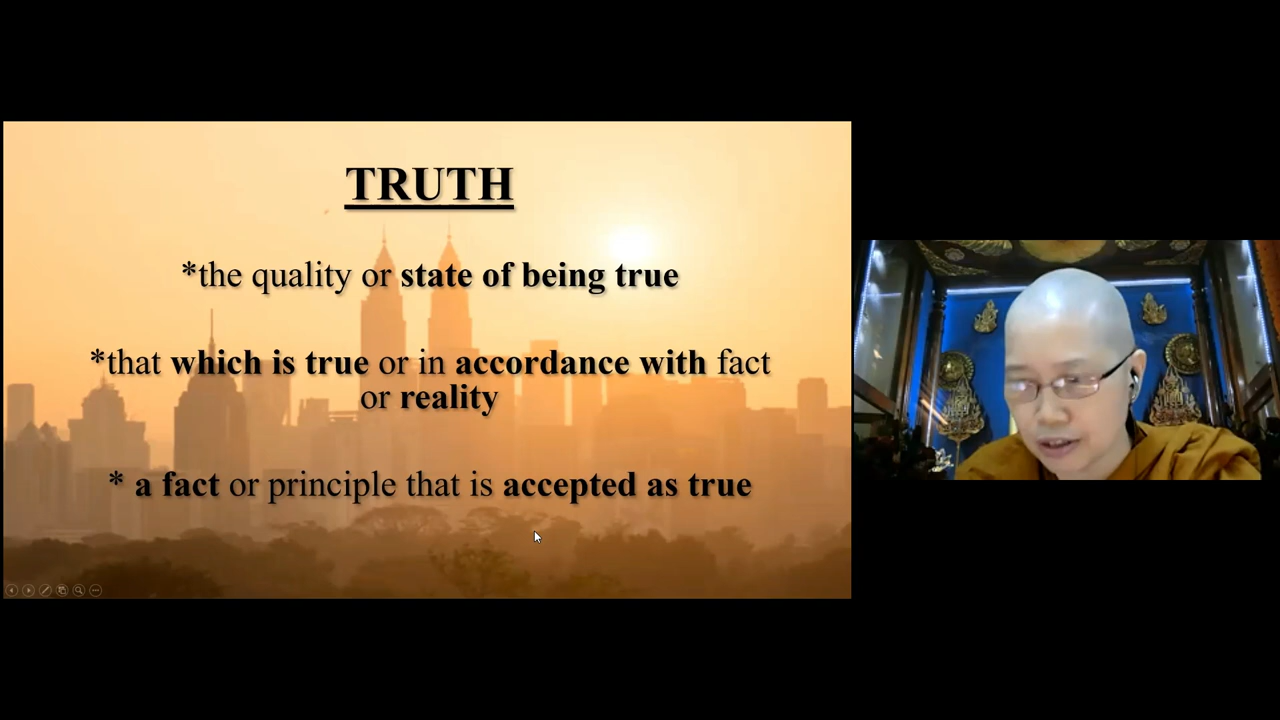 TRUTH
*the quality or state of being true
*that which is true or in accordance with fact
or reality
* a fact or principle that is accepted as true